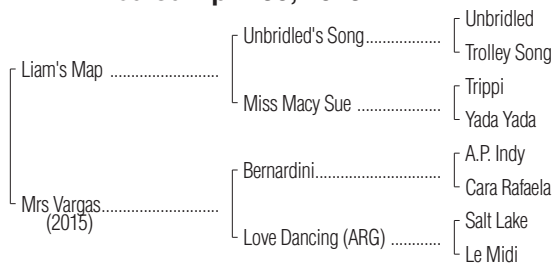 Unbridled
Unbridled's Song....................
Trolley Song
Liam's Map ............................
Trippi
Miss Macy Sue .....................
Yada Yada
A.P. Indy
Bernardini................................
Cara Rafaela
Mrs Vargas..............................
(2015)
Salt Lake
Love Dancing (ARG) ............
Le Midi